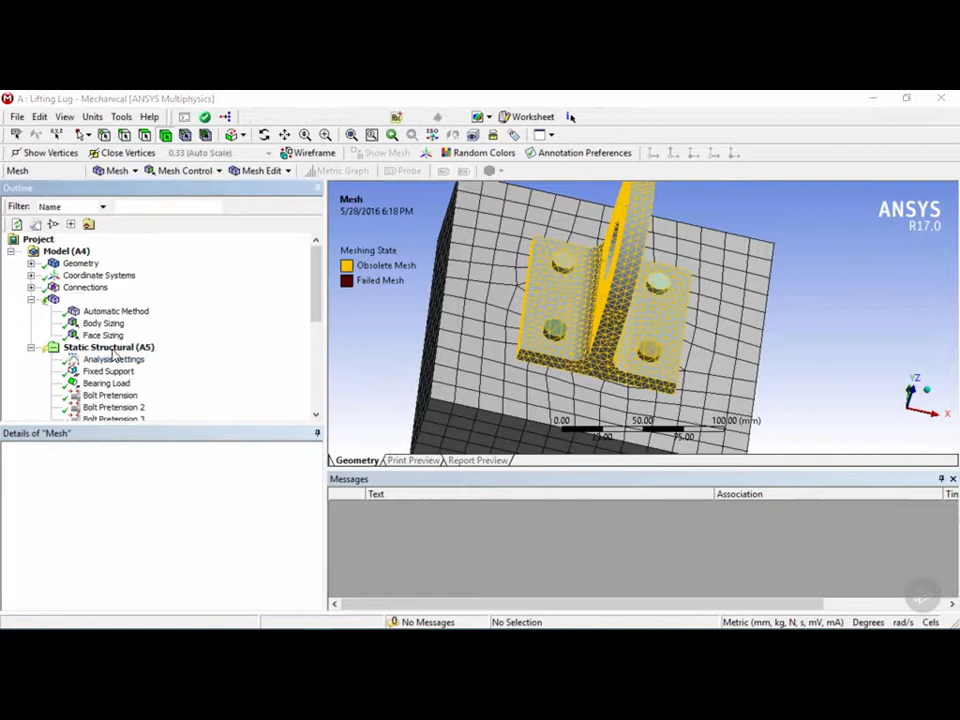 A : Lifting Lug - Mechanical [ANSYS Multiphysics]
File Edit View Units Tools Help
Worksheet
Show Vertices Close Vertices 0.33 (Auto Scale) Wireframe Show Mesh Random Colors Annotation Preferences
Mesh Mesh Mesh Control Mesh Edit Metric Graph Probe
Outline
Filter: Name
Project
Model (A4)
Geometry
Coordinate Systems
Connections
Automatic Method
Body Sizing
Face Sizing
Static Structural (A5)
Analysis Settings
Fixed Support
Bearing Load
Bolt Pretension
Bolt Pretension 2
Bolt Pretension 3
Details of "Mesh"
Mesh
5/28/2016 6:18 PM
Meshing State
Obsolete Mesh
Failed Mesh
ANSYS
R17.0
Y Z
X
0.00 50.00 100.00 (mm)
25.00 75.00
Geometry Print Preview Report Preview
Messages
Text Association Tin
No Messages No Selection Metric (mm, kg, N, s, mV, mA) Degrees rad/s Cels